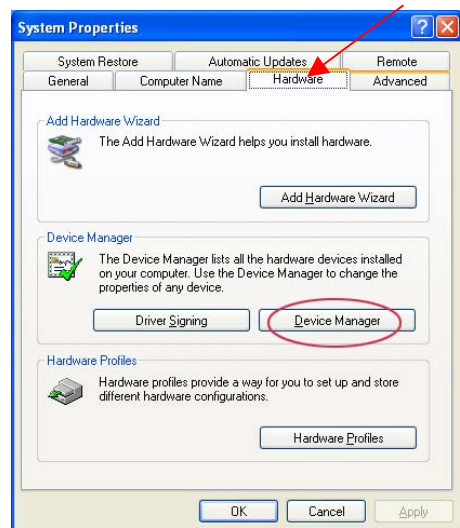 System Properties
System Restore Automatic Updates Remote
General Computer Name Hardware Advanced
Add Hardware Wizard
The Add Hardware Wizard helps you install hardware.
Add Hardware Wizard
Device Manager
The Device Manager lists all the hardware devices installed
on your computer. Use the Device Manager to change the
properties of any device.
Driver Signing Device Manager
Hardware Profiles
Hardware profiles provide a way for you to set up and store
different hardware configurations.
Hardware Profiles
OK Cancel Apply